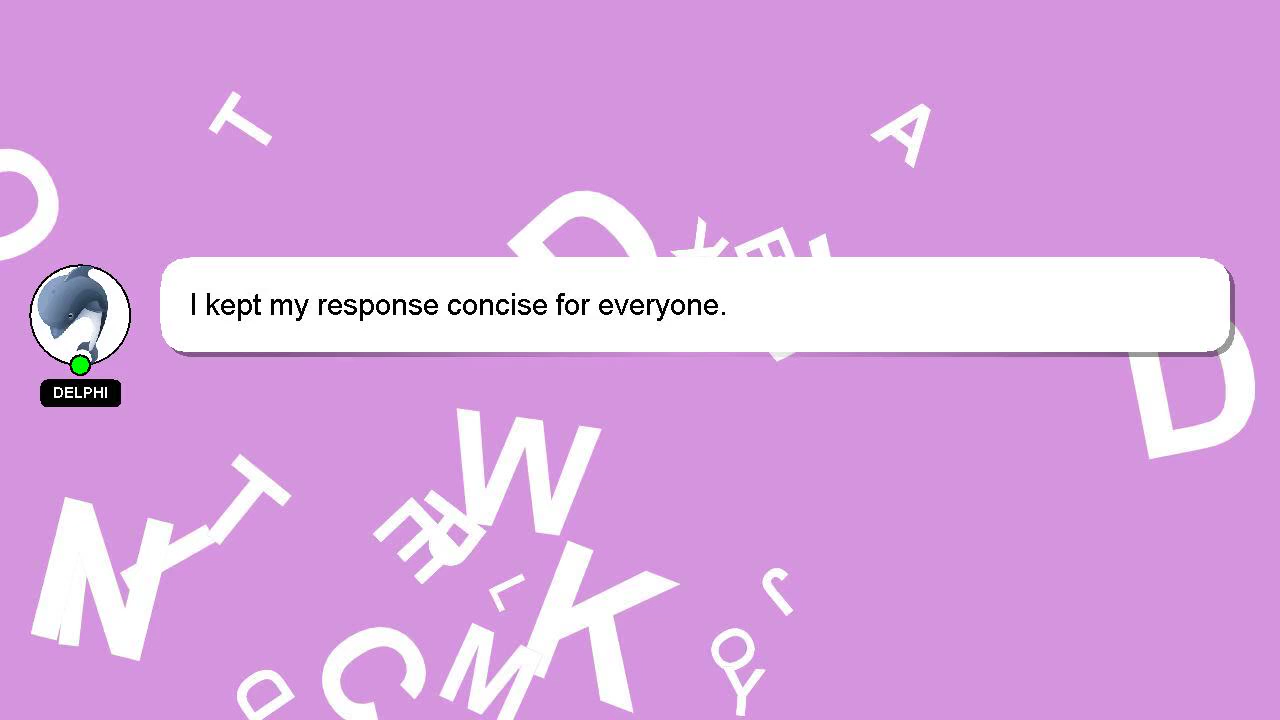 T
A
O
D
K
E
I kept my response concise for everyone.
D
DELPHI
W
T
N
Y
E
R
L
K
J
O
Y
M
C
D